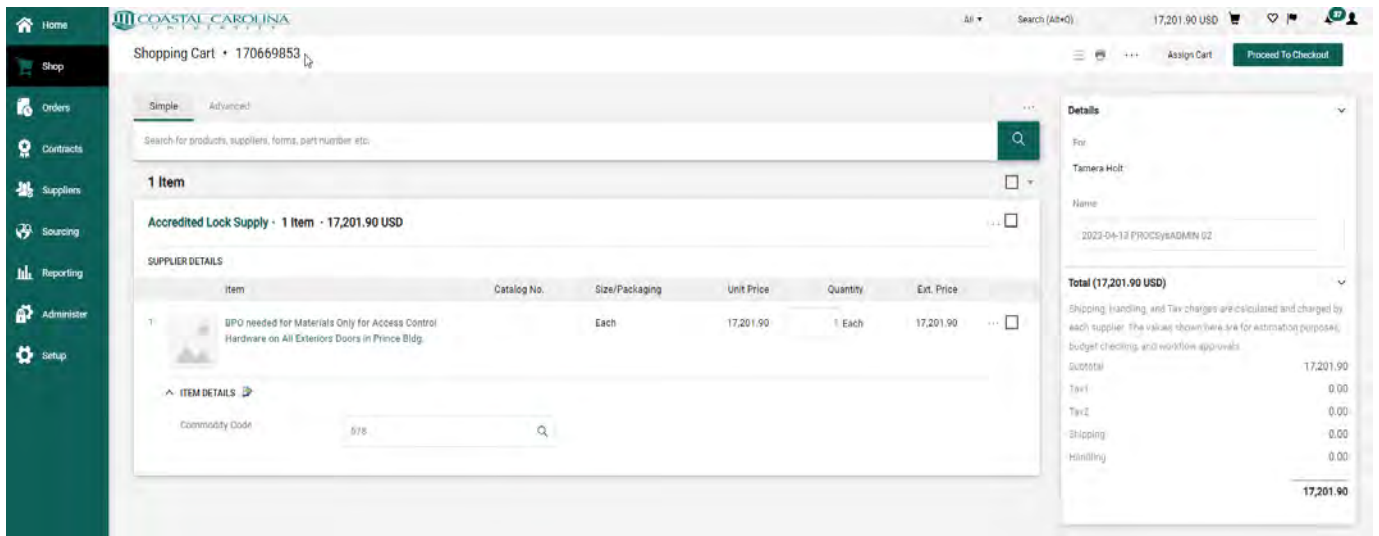 Home
COASTAL CAROLINA
UNIVERSITY
All
Search (Alt+Q)
17,201.90 USD
Shopping Cart • 170669853
Assign Cart
Proceed To Checkout
Shop
Orders
Contracts
Suppliers
Sourcing
Reporting
Administer
Setup
Simple
Advanced
Search for products, suppliers, forms, part number etc.
1 Item
Accredited Lock Supply · 1 Item · 17,201.90 USD
SUPPLIER DETAILS
Item Catalog No. Size/Packaging Unit Price Quantity Ext. Price
1 BPO needed for Materials Only for Access Control Each 17,201.90 1 Each 17,201.90
Hardware on All Exteriors Doors in Prince Bldg.
ITEM DETAILS
Commodity Code
578
Details
For
Tamera Holt
Name
2023-04-13 PROCSysADMIN 02
Total (17,201.90 USD)
Shipping, Handling, and Tax charges are calculated and charged by
each supplier. The values shown here are for estimation purposes,
budget checking, and workflow approvals.
Subtotal 17,201.90
Tax1 0.00
Tax2 0.00
Shipping 0.00
Handling 0.00
17,201.90